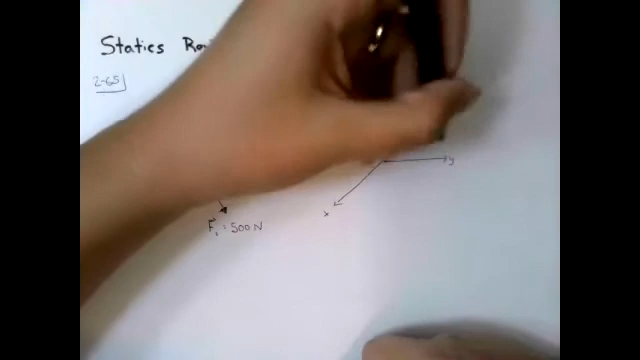 Statics
2-65
y
x
F₁ = 500 N